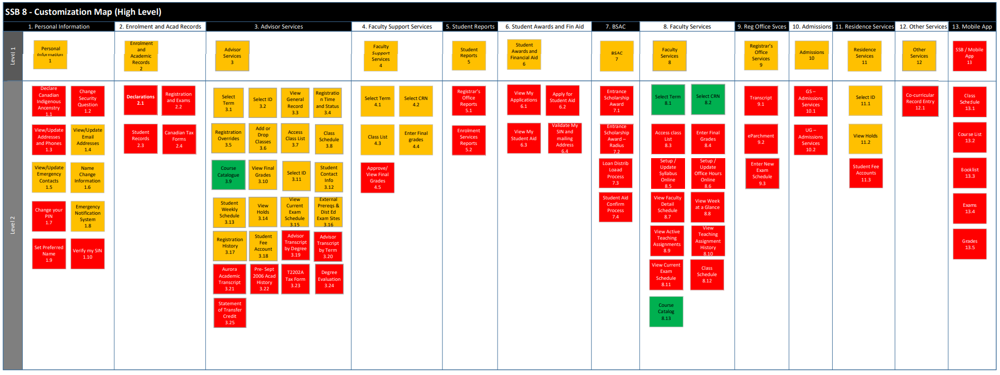 SSB 8 - Customization Map (High Level)
1. Personal Information
2. Enrolment and Acad Records
3. Advisor Services
4. Faculty Support Services
5. Student Reports
6. Student Awards and Fin Aid
7. BSAC
8. Faculty Services
9. Reg Office Svces
10. Admissions
11. Residence Services
12. Other Services
13. Mobile App
Level 1
Personal
Information
1
Enrolment
and
Academic
Records
2
Advisor
Services
3
Faculty
Support
Services
4
Student
Reports
5
Student
Awards and
Financial Aid
6
BSAC
7
Faculty
Services
8
Registrar's
Office
Services
9
Admissions
10
Residence
Services
11
Other
Services
12
SSB / Mobile
App
13
Level 2
Declare
Canadian
Indigenous
Ancenstry
1.1
Change
Security
Question
1.2
View/Update
Addresses
and Phones
1.3
View/Update
Email
Addresses
1.4
View/Update
Emergency
Contacts
1.5
Name
Change
Information
1.6
Change your
PIN
1.7
Emergency
Notification
System
1.8
Set Preferred
Name
1.9
Verify my SIN
1.10
Declarations
2.1
Registration
and Exams
2.2
Student
Records
2.3
Canadian Tax
Forms
2.4
Select
Term
3.1
Select ID
3.2
View
General
Record
3.3
Registratio
n Time
and Status
3.4
Registration
Overrides
3.5
Add or
Drop
Classes
3.6
Access
Class List
3.7
Class
Schedule
3.8
Course
Catalogue
3.9
View Final
Grades
3.10
Select ID
3.11
Student
Contact
Info
3.12
Student
Weekly
Schedule
3.13
View
Holds
3.14
View
Current
Exam
Schedule
3.15
External
Prereqs &
Dist Ed
Exam Sites
3.16
Registration
History
3.17
Student
Fee
Account
3.18
Advisor
Transcript
by Degree
3.19
Advisor
Transcript
by Term
3.20
Aurora
Academic
Transcript
3.21
Pre- Sept
2006 Acad
History
3.22
T2202A
Tax Form
3.23
Degree
Evaluation
3.24
Statement
of Transfer
Credit
3.25
Select Term
4.1
Select CRN
4.2
Class List
4.3
Enter Final
grades
4.4
Approve/
View Final
Grades
4.5
Registrar's
Office
Reports
5.1
Enrolment
Services
Reports
5.2
View My
Applications
6.1
Apply for
Student Aid
6.2
View My
Student Aid
6.3
Validate My
SIN and
mailing
Address
6.4
Entrance
Scholarship
Award
7.1
Entrance
Scholarship
Award –
Radius
7.2
Loan Distrib
Loaad
Process
7.3
Student Aid
Confirm
Process
7.4
Select Term
8.1
Select CRN
8.2
Access class
List
8.3
Enter Final
Grades
8.4
Setup /
Update
Syllabus
Online
8.5
Setup /
Update
Office Hours
Online
8.6
View Faculty
Detail
Schedule
8.7
View Week
at a Glance
8.8
View Active
Teaching
Assignments
8.9
View
Teaching
Assignment
History
8.10
View Current
Exam
Schedule
8.11
Class
Schedule
8.12
Course
Catalog
8.13
Transcript
9.1
eParchment
9.2
Enter New
Exam
Schedule
9.3
GS –
Admissions
Services
10.1
UG –
Admissions
Services
10.2
Select ID
11.1
View Holds
11.2
Student Fee
Accounts
11.3
Co-curricular
Record Entry
12.1
Class
Schedule
13.1
Course List
13.2
Booklist
13.3
Exams
13.4
Grades
13.5